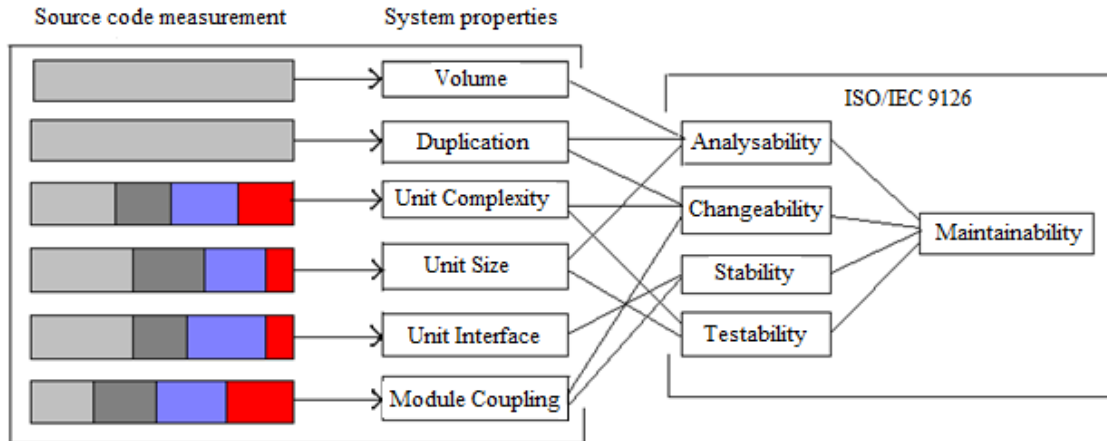 Source code measurement
System properties
Volume
ISO/IEC 9126
Duplication
Analysability
Unit Complexity
Changeability
Maintainability
Unit Size
Stability
Unit Interface
Testability
Module Coupling